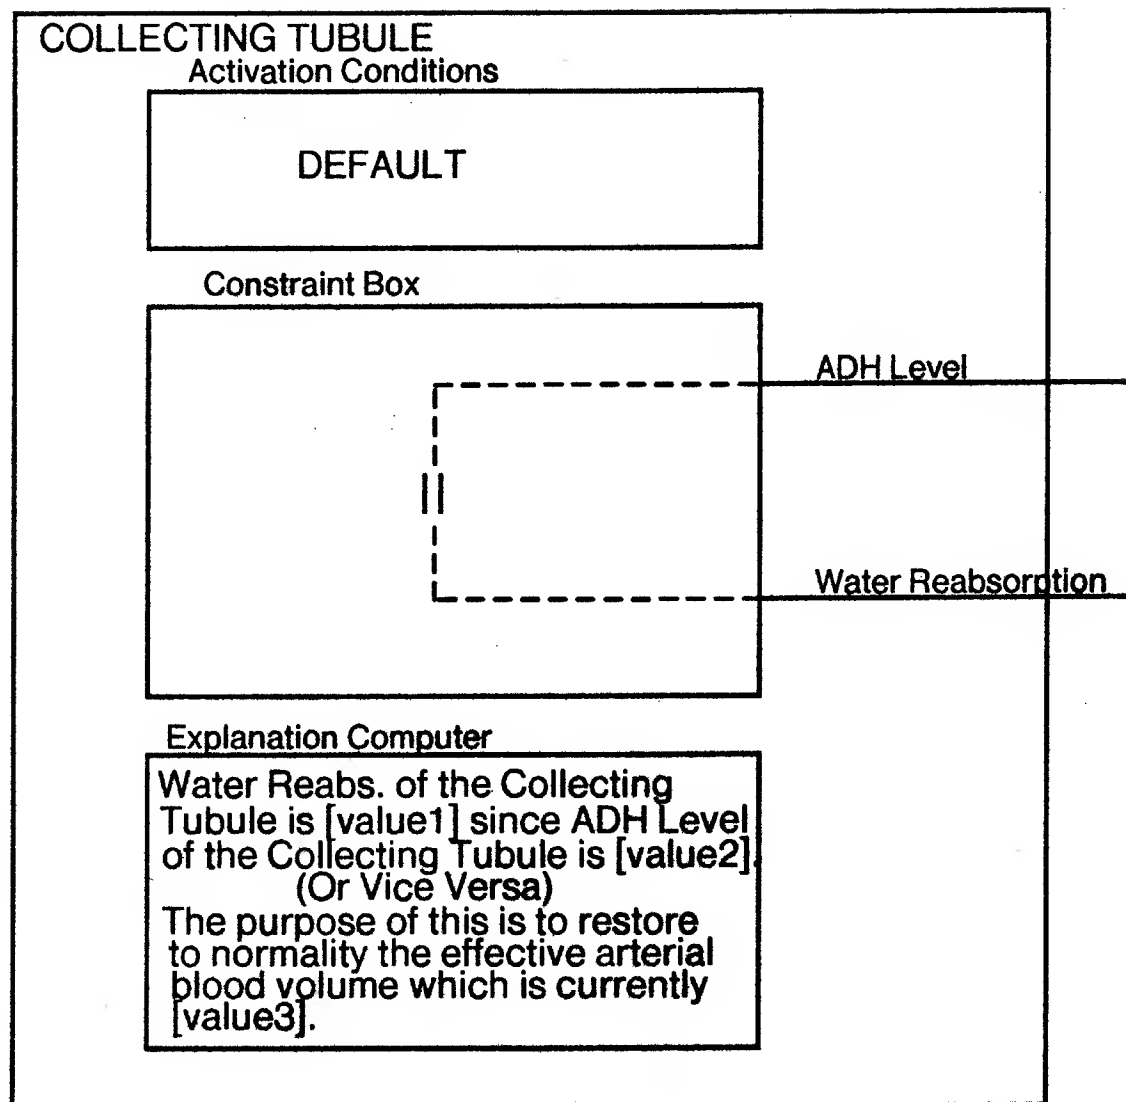 COLLECTING TUBULE
Activation Conditions
DEFAULT
Constraint Box
ADH Level
Water Reabsorption
Explanation Computer
Water Reabs. of the Collecting
Tubule is [value1] since ADH Level
of the Collecting Tubule is [value2].
(Or Vice Versa)
The purpose of this is to restore
to normality the effective arterial
blood volume which is currently
[value3].